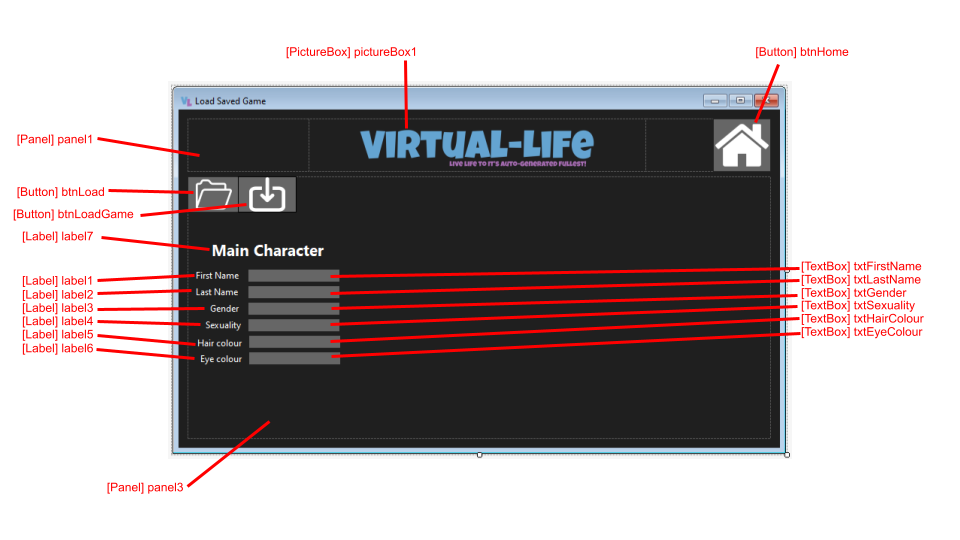 [PictureBox] pictureBox1
[Button] btnHome
Load Saved Game
[Panel] panel1
VIRTUAL-LIFE
LIVE LIFE TO IT'S AUTO-GENERATED FULLEST!
[Button] btnLoad
[Button] btnLoadGame
[Label] label7
Main Character
[Label] label1
First Name
[TextBox] txtFirstName
[Label] label2
Last Name
[TextBox] txtLastName
[Label] label3
Gender
[TextBox] txtGender
[Label] label4
Sexuality
[TextBox] txtSexuality
[Label] label5
Hair colour
[TextBox] txtHairColour
[Label] label6
Eye colour
[TextBox] txtEyeColour
[Panel] panel3